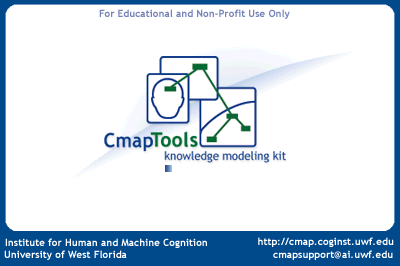 For Educational and Non-Profit Use Only
CmapTools
knowledge modeling kit
Institute for Human and Machine Cognition
University of West Florida
http://cmap.coginst.uwf.edu
cmapsupport@ai.uwf.edu